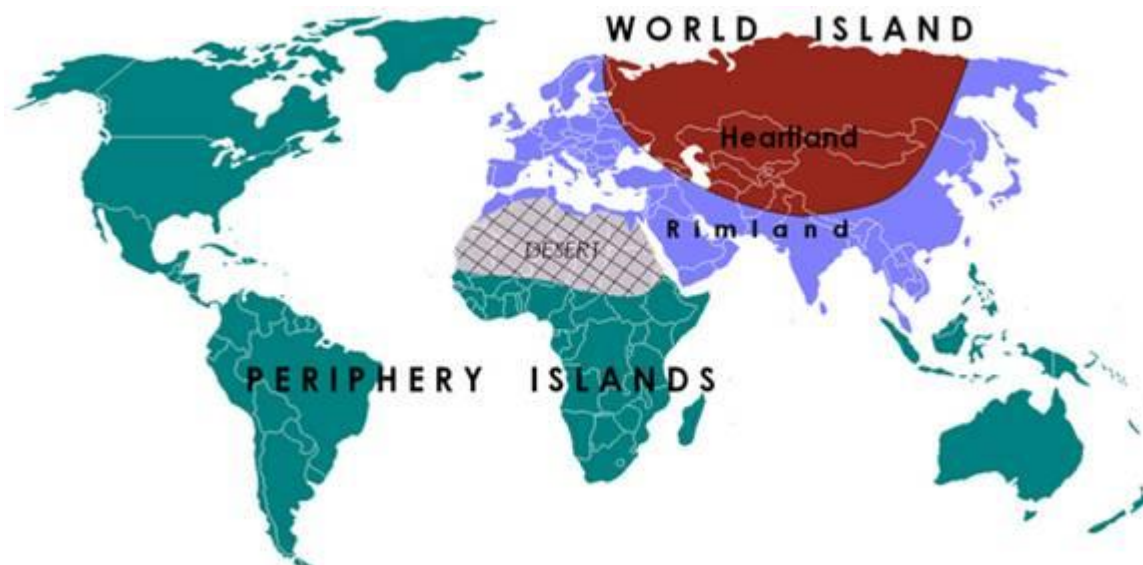 WORLD ISLAND
Heartland
Rimland
DESERT
PERIPHERY ISLANDS